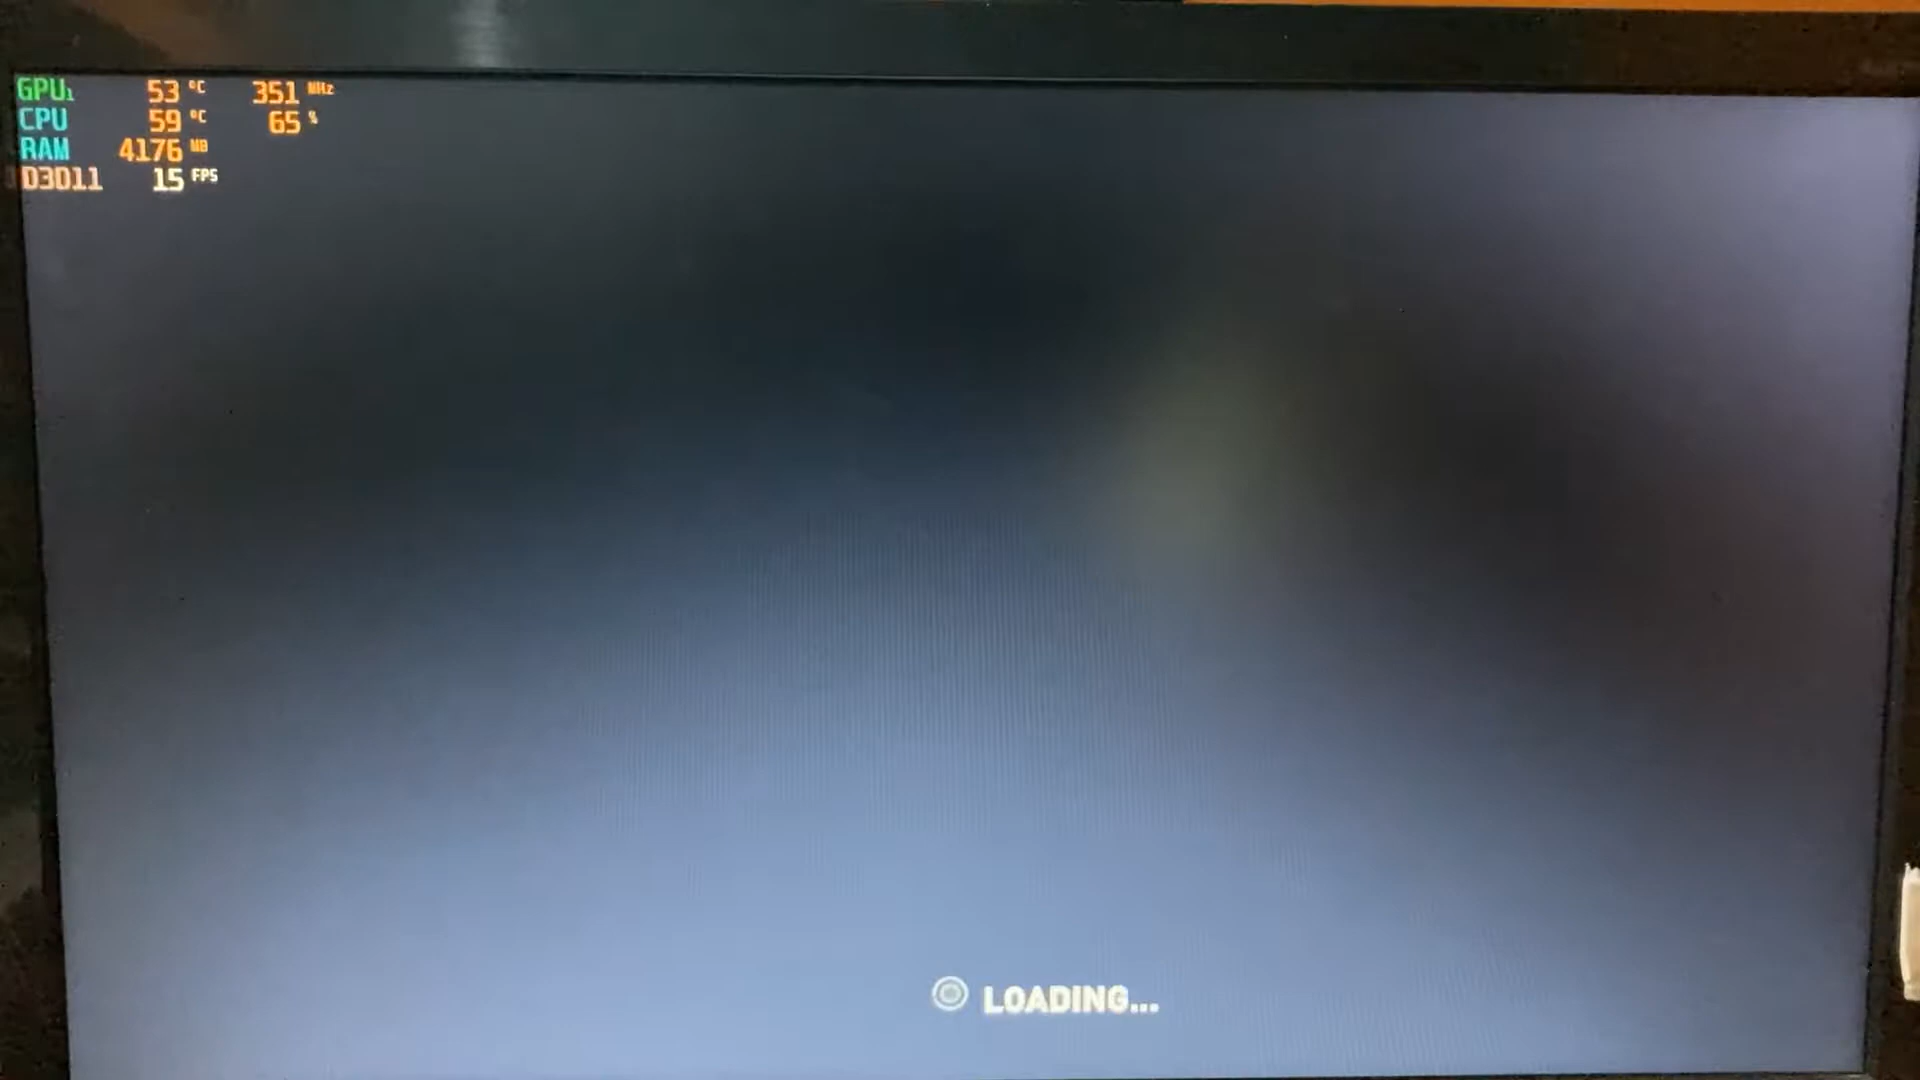 GPU1 53 °C 351 MHz
CPU 59 °C 65 %
RAM 4176 MB
D3D11 15 FPS
LOADING...